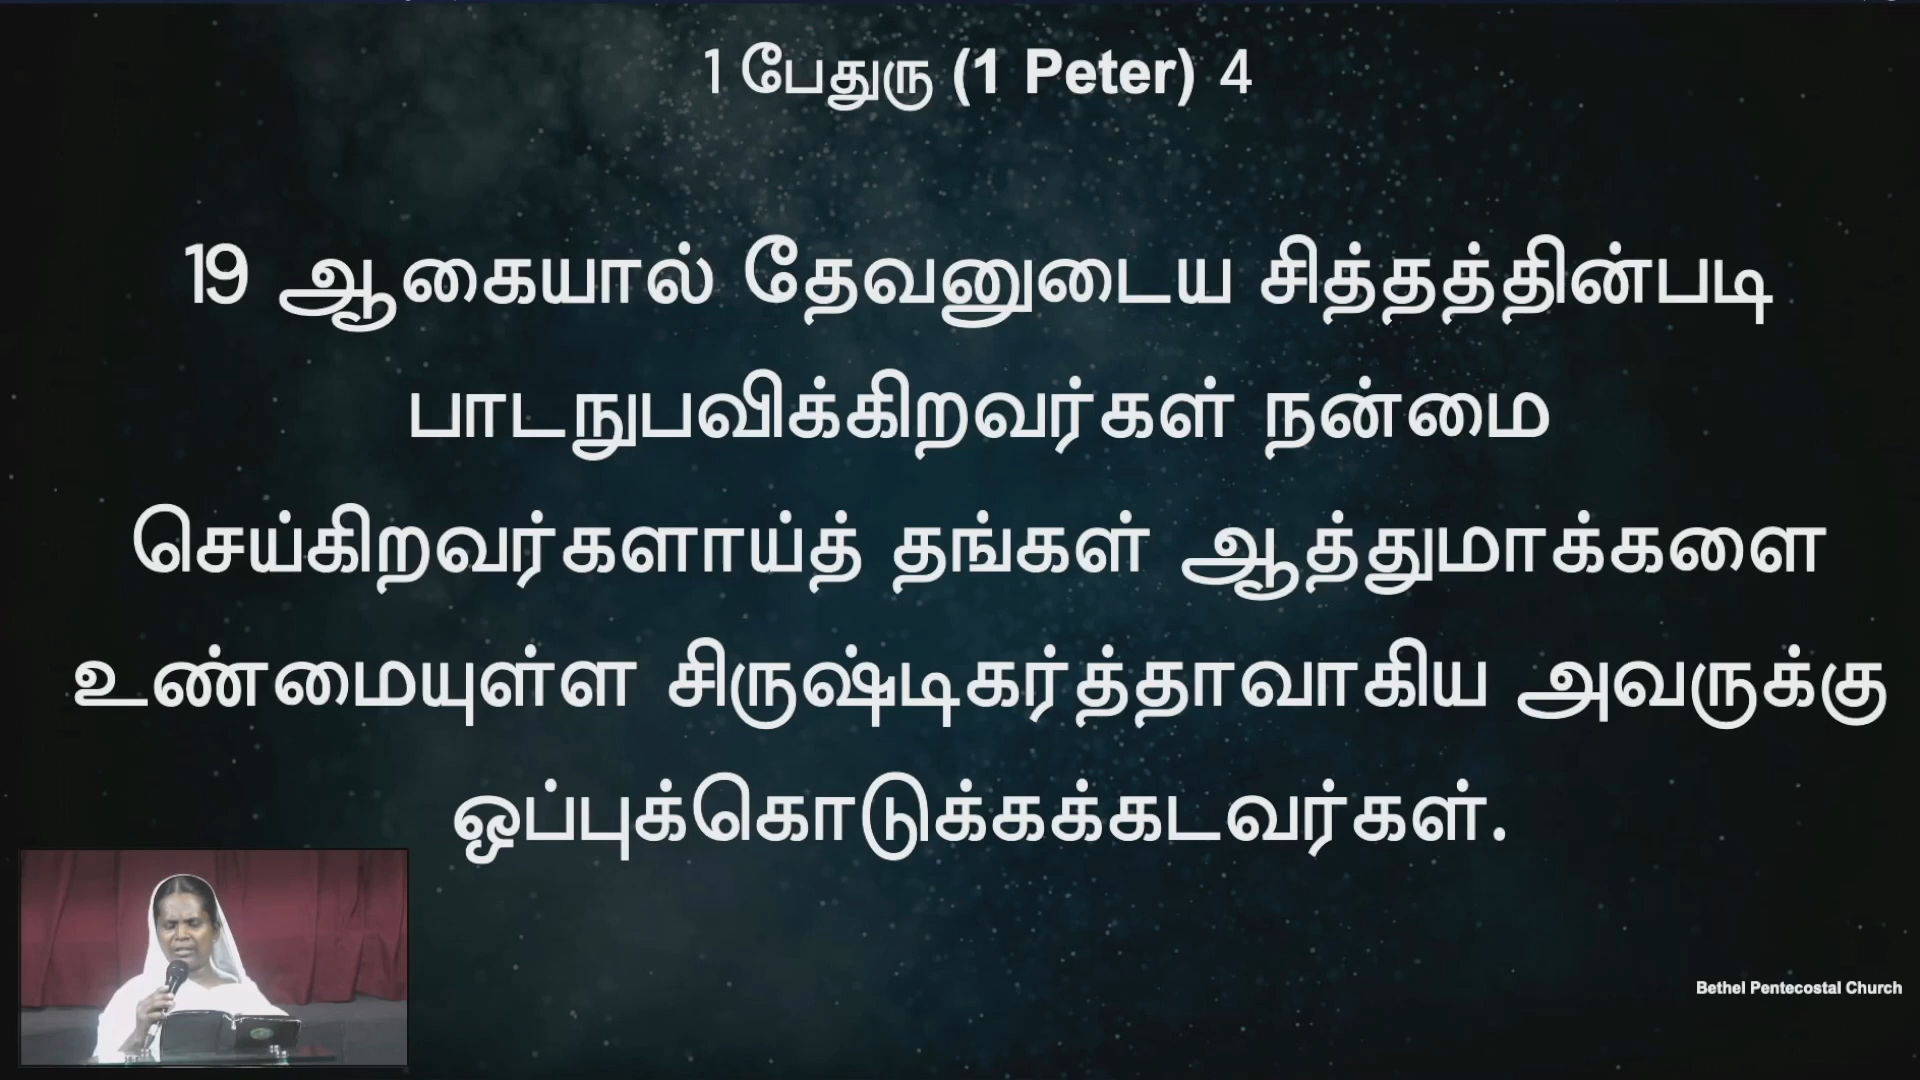 1 பேதுரு (1 Peter) 4
19 ஆகையால் தேவனுடைய சித்தத்தின்படி
பாடநுபவிக்கிறவர்கள் நன்மை
செய்கிறவர்களாய்த் தங்கள் ஆத்துமாக்களை
உண்மையுள்ள சிருஷ்டிகர்த்தாவாகிய அவருக்கு
ஒப்புக்கொடுக்கக்கடவர்கள்.
Bethel Pentecostal Church